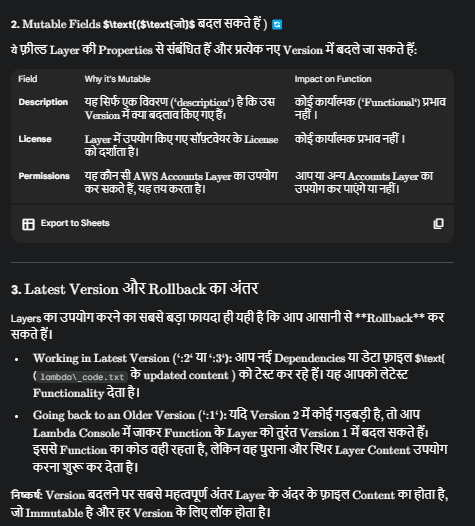 2. Mutable Fields $\text{($\text{जो}$ बदल सकते हैं )
ये फ़ील्ड Layer की Properties से संबंधित हैं और प्रत्येक नए Version में बदले जा सकते हैं:
Field Why it's Mutable Impact on Function
Description यह सिर्फ एक विवरण (‘description‘) है कि उस कोई कार्यात्मक (‘Functional‘) प्रभाव
Version में क्या बदलाव किए गए हैं। नहीं ।
License Layer में उपयोग किए गए सॉफ़्टवेयर के License कोई कार्यात्मक प्रभाव नहीं ।
को दर्शाता है।
Permissions यह कौन सी AWS Accounts Layer का उपयोग आप या अन्य Accounts Layer का
कर सकते हैं, यह तय करता है। उपयोग कर पाएंगे या नहीं।
Export to Sheets
3. Latest Version और Rollback का अंतर
Layers का उपयोग करने का सबसे बड़ा फायदा ही यही है कि आप आसानी से **Rollback** कर
सकते हैं।
• Working in Latest Version (‘:2‘ या ‘:3‘): आप नई Dependencies या डेटा फ़ाइल $\text{
( lambda\_code.txt के updated content ) को टेस्ट कर रहे हैं। यह आपको लेटेस्ट
Functionality देता है।
• Going back to an Older Version (‘:1‘): यदि Version 2 में कोई गड़बड़ी है, तो आप
Lambda Console में जाकर Function के Layer को तुरंत Version 1 में बदल सकते हैं।
इससे Function का कोड वही रहता है, लेकिन वह पुराना और स्थिर Layer Content उपयोग
करना शुरू कर देता है।
निष्कर्ष: Version बदलने पर सबसे महत्वपूर्ण अंतर Layer के अंदर के फ़ाइल Content का होता है,
जो Immutable है और हर Version के लिए लॉक होता है।